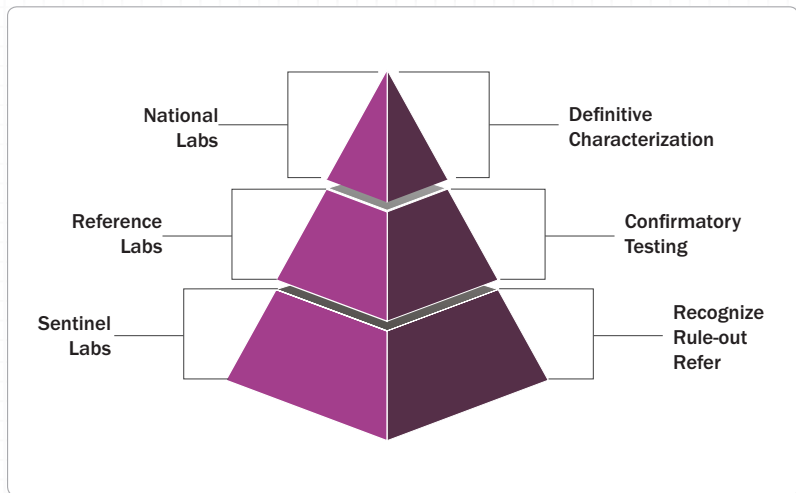 National
Labs
Definitive
Characterization
Reference
Labs
Confirmatory
Testing
Sentinel
Labs
Recognize
Rule-out
Refer